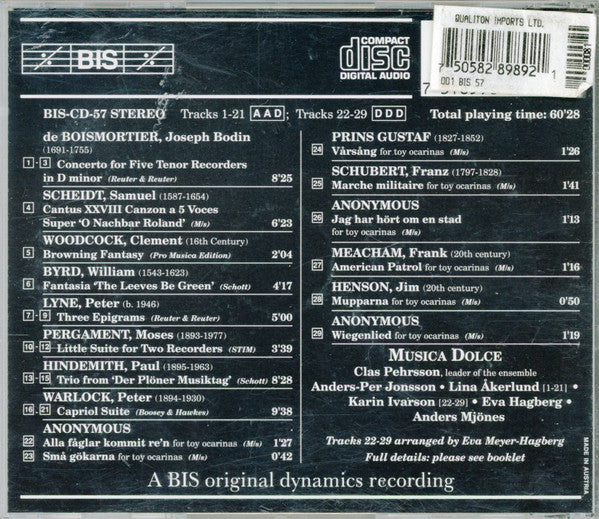 BIS
COMPACT
disc
DIGITAL AUDIO
QUALITON IMPORTS LTD.
7 50582 89892 1
001 BIS 57
BIS-CD-57 STEREO Tracks 1-21 AAD; Tracks 22-29 DDD Total playing time: 60'28
de BOISMORTIER, Joseph Bodin
(1691-1755)
1 - 3 Concerto for Five Tenor Recorders
in D minor (Reuter & Reuter) 8'25
SCHEIDT, Samuel (1587-1654)
4 Cantus XXVIII Canzon a 5 Voces
Super 'O Nachbar Roland' (M/s) 6'23
WOODCOCK, Clement (16th Century)
5 Browning Fantasy (Pro Musica Edition) 2'04
BYRD, William (1543-1623)
6 Fantasia 'The Leeves Be Green' (Schott) 4'17
LYNE, Peter (b. 1946)
7 - 9 Three Epigrams (Reuter & Reuter) 5'00
PERGAMENT, Moses (1893-1977)
10 - 12 Little Suite for Two Recorders (STIM) 3'39
HINDEMITH, Paul (1895-1963)
13 - 15 Trio from 'Der Plöner Musiktag' (Schott) 8'28
WARLOCK, Peter (1894-1930)
16 - 21 Capriol Suite (Boosey & Hawkes) 9'38
ANONYMOUS
22 Alla fåglar kommit re'n for toy ocarinas (M/s) 1'27
23 Små gökarna for toy ocarinas (M/s) 0'42
PRINS GUSTAF (1827-1852)
24 Vårsång for toy ocarinas (M/s) 1'26
SCHUBERT, Franz (1797-1828)
25 Marche militaire for toy ocarinas (M/s) 1'41
ANONYMOUS
26 Jag har hört om en stad 1'13
for toy ocarinas (M/s)
MEACHAM, Frank (20th century)
27 American Patrol for toy ocarinas (M/s) 1'16
HENSON, Jim (20th century)
28 Mupparna for toy ocarinas (M/s) 0'50
ANONYMOUS
29 Wiegenlied for toy ocarinas (M/s) 1'19
MUSICA DOLCE
Clas Pehrsson, leader of the ensemble
Anders-Per Jonsson • Lina Åkerlund [1-21] •
Karin Ivarson [22-29] • Eva Hagberg •
Anders Mjönes
Tracks 22-29 arranged by Eva Meyer-Hagberg
Full details: please see booklet
MADE IN AUSTRIA
A BIS original dynamics recording